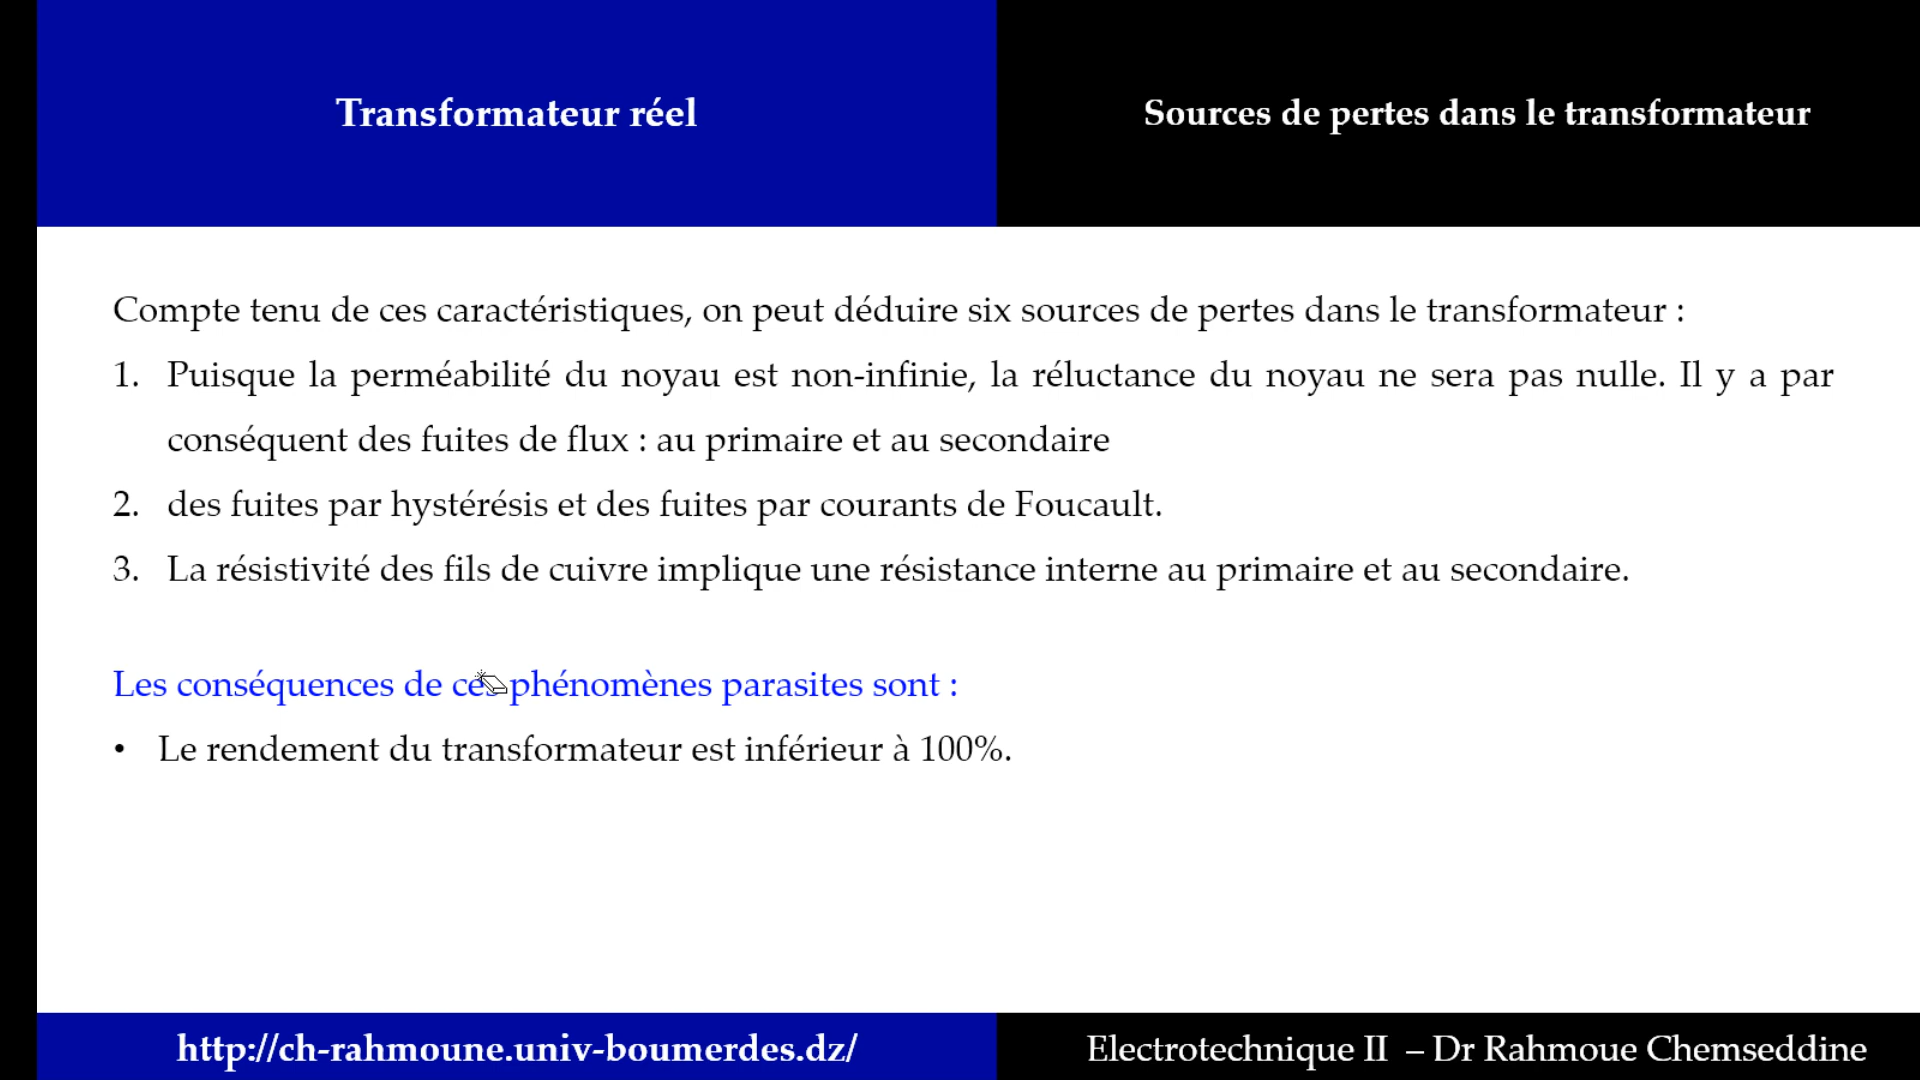 Transformateur réel
Sources de pertes dans le transformateur
Compte tenu de ces caractéristiques, on peut déduire six sources de pertes dans le transformateur :
1. Puisque la perméabilité du noyau est non-infinie, la réluctance du noyau ne sera pas nulle. Il y a par
conséquent des fuites de flux : au primaire et au secondaire
2. des fuites par hystérésis et des fuites par courants de Foucault.
3. La résistivité des fils de cuivre implique une résistance interne au primaire et au secondaire.
Les conséquences de ces phénomènes parasites sont :
• Le rendement du transformateur est inférieur à 100%.
http://ch-rahmoune.univ-boumerdes.dz/
Electrotechnique II – Dr Rahmoue Chemseddine